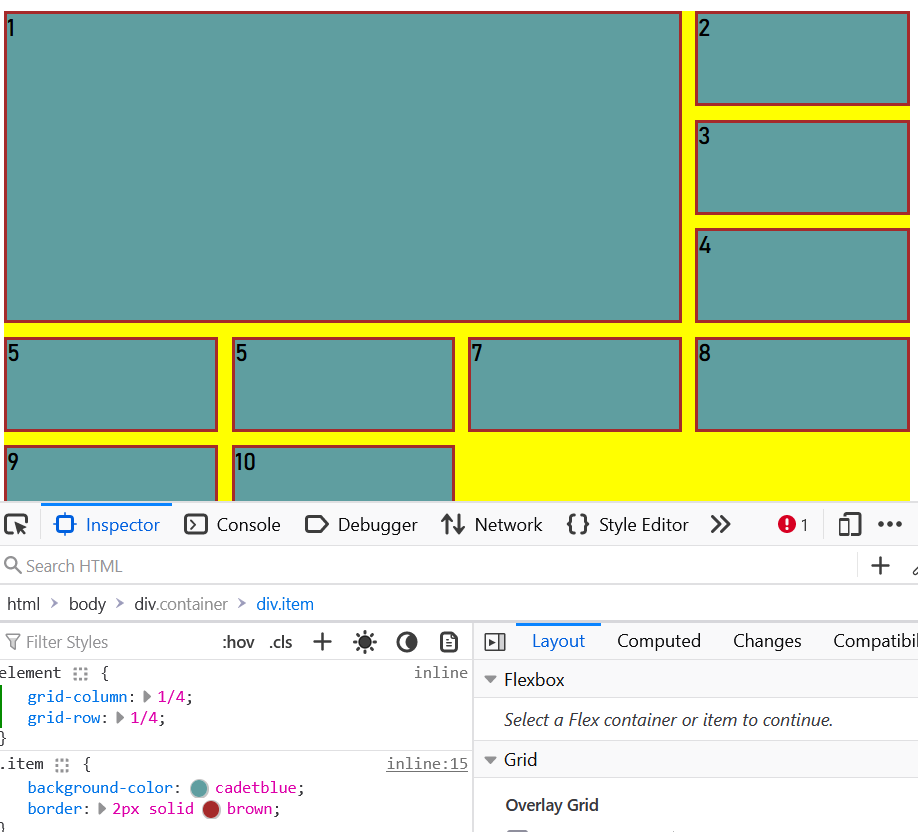 1
2
3
4
5
5
7
8
9
10
Inspector
Console
Debugger
Network
{} Style Editor
1
Search HTML
html > body > div.container > div.item
Filter Styles
:hov .cls
Layout Computed Changes Compatibil
element { inline
grid-column: 1/4;
grid-row: 1/4;
}
.item { inline:15
background-color: cadetblue;
border: 2px solid brown;
}
Flexbox
Select a Flex container or item to continue.
Grid
Overlay Grid